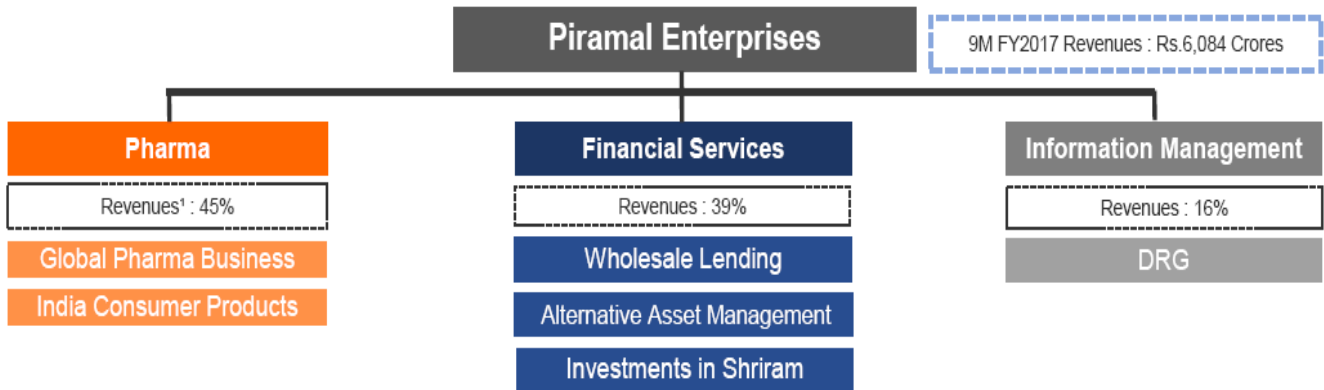 Piramal Enterprises
9M FY2017 Revenues : Rs.6,084 Crores
Pharma
Revenues¹ : 45%
Global Pharma Business
India Consumer Products
Financial Services
Revenues : 39%
Wholesale Lending
Alternative Asset Management
Investments in Shriram
Information Management
Revenues : 16%
DRG